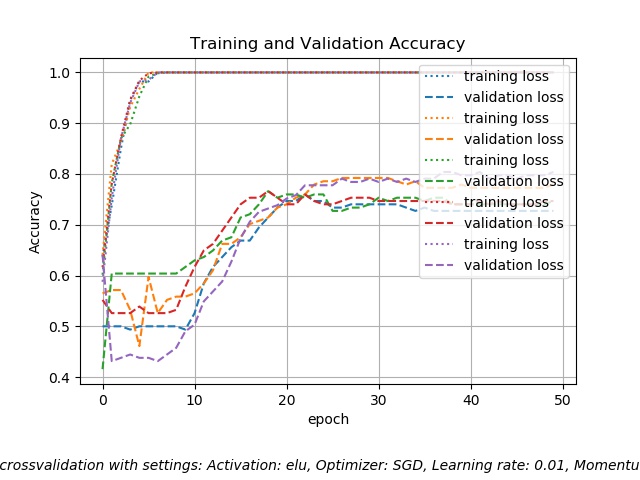 Training and Validation Accuracy
1.0
0.9
0.8
0.7
0.6
0.5
0.4
Accuracy
training loss
validation loss
training loss
validation loss
training loss
validation loss
training loss
validation loss
training loss
validation loss
0 10 20 30 40 50
epoch
crossvalidation with settings: Activation: elu, Optimizer: SGD, Learning rate: 0.01, Momentu